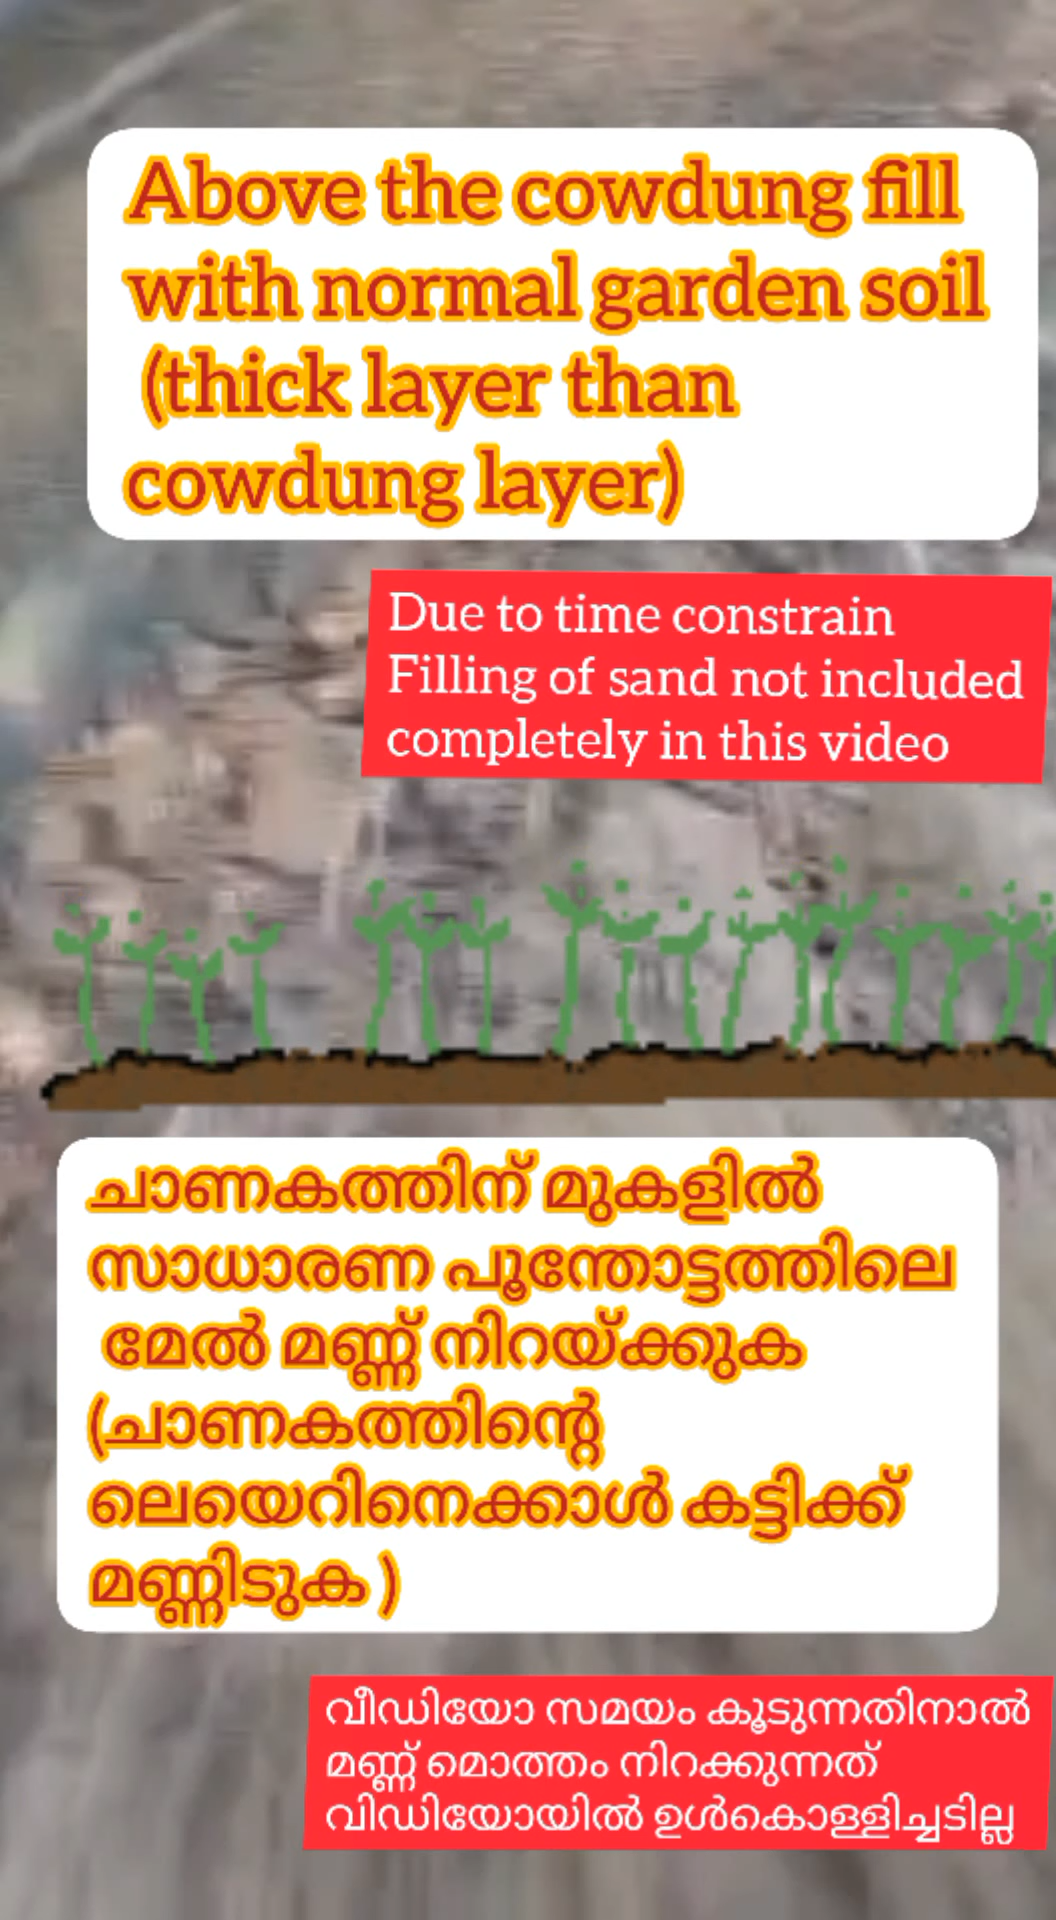 Above the cowdung fill
with normal garden soil
(thick layer than
cowdung layer)
Due to time constrain
Filling of sand not included
completely in this video
ചാണകത്തിന് മുകളിൽ
സാധാരണ പൂന്തോട്ടത്തിലെ
മേൽ മണ്ണ് നിറയ്ക്കുക
(ചാണകത്തിന്റെ
ലെയെറിനെക്കാൾ കട്ടിക്ക്
മണ്ണിടുക )
വീഡിയോ സമയം കൂടുന്നതിനാൽ
മണ്ണ് മൊത്തം നിറക്കുന്നത്
വിഡിയോയിൽ ഉൾകൊള്ളിച്ചടില്ല